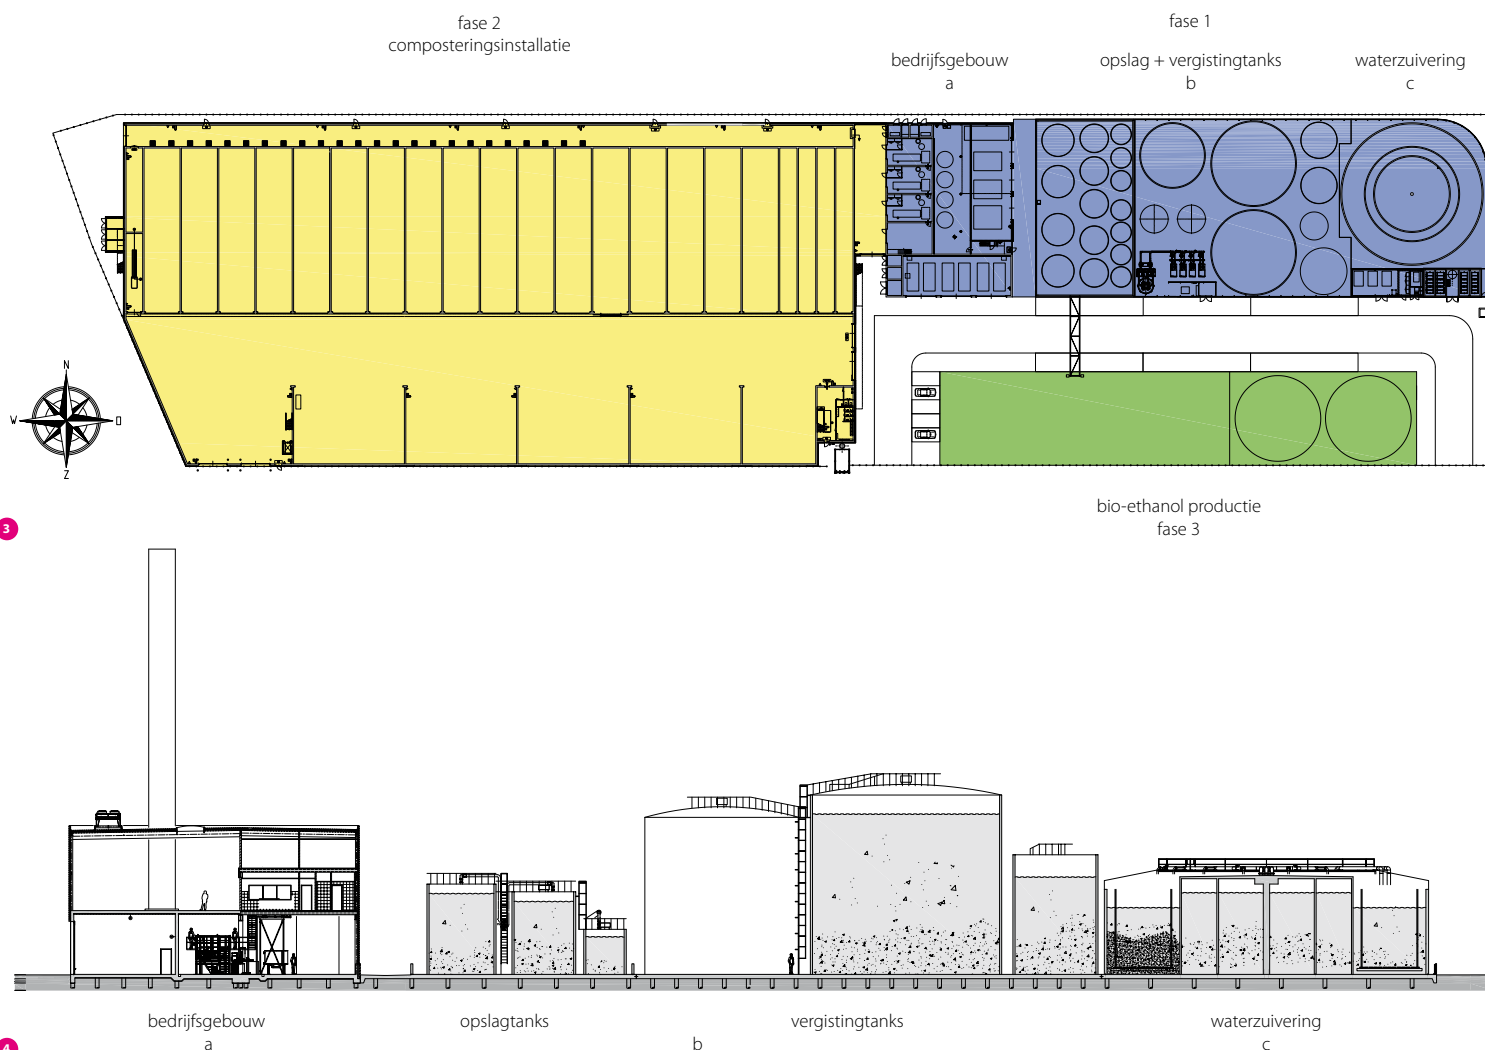 fase 2
composteringsinstallatie
fase 1
bedrijfsgebouw
a
opslag + vergistingtanks
b
waterzuivering
c
N
W
O
Z
bio-ethanol productie
fase 3
3
bedrijfsgebouw
a
opslagtanks
b
vergistingtanks
waterzuivering
c
4